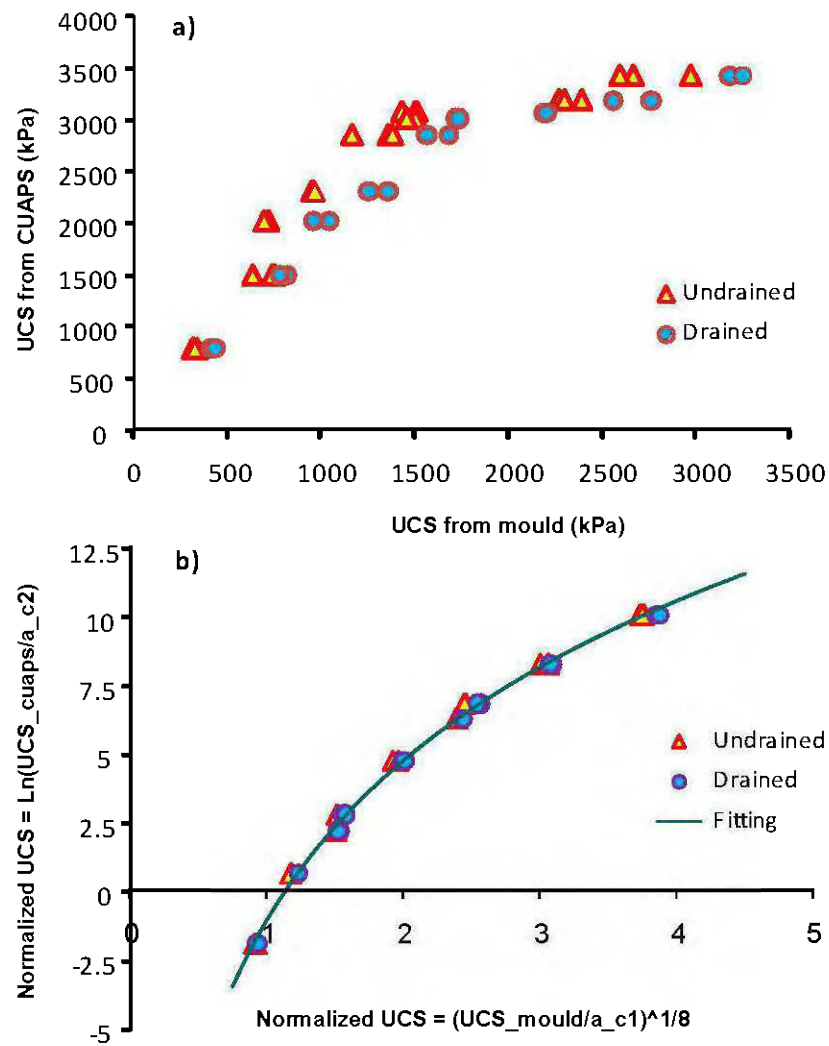 a)
4000
3500
3000
2500
2000
1500
1000
500
0
UCS from CUAPS (kPa)
Undrained
Drained
0 500 1000 1500 2000 2500 3000 3500
UCS from mould (kPa)
b)
12.5
10
7.5
5
2.5
0
-2.5
-5
Normalized UCS = Ln(UCS_cuaps/a_c2)
Undrained
Drained
Fitting
0 1 2 3 4 5
Normalized UCS = (UCS_mould/a_c1)^1/8